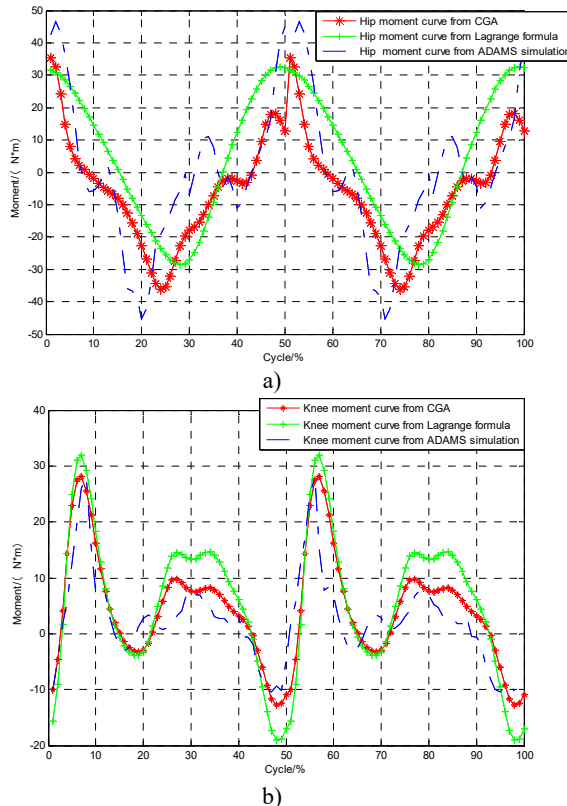 Hip moment curve from CGA
Hip moment curve from Lagrange formula
Hip moment curve from ADAMS simulation
50
40
30
20
10
0
-10
-20
-30
-40
-50
Moment/( N*m)
0 10 20 30 40 50 60 70 80 90 100
Cycle/%
a)
Knee moment curve from CGA
Knee moment curve from Lagrange formula
Knee moment curve from ADAMS simulation
40
30
20
10
0
-10
-20
Moment/( N*m)
0 10 20 30 40 50 60 70 80 90 100
Cycle/%
b)